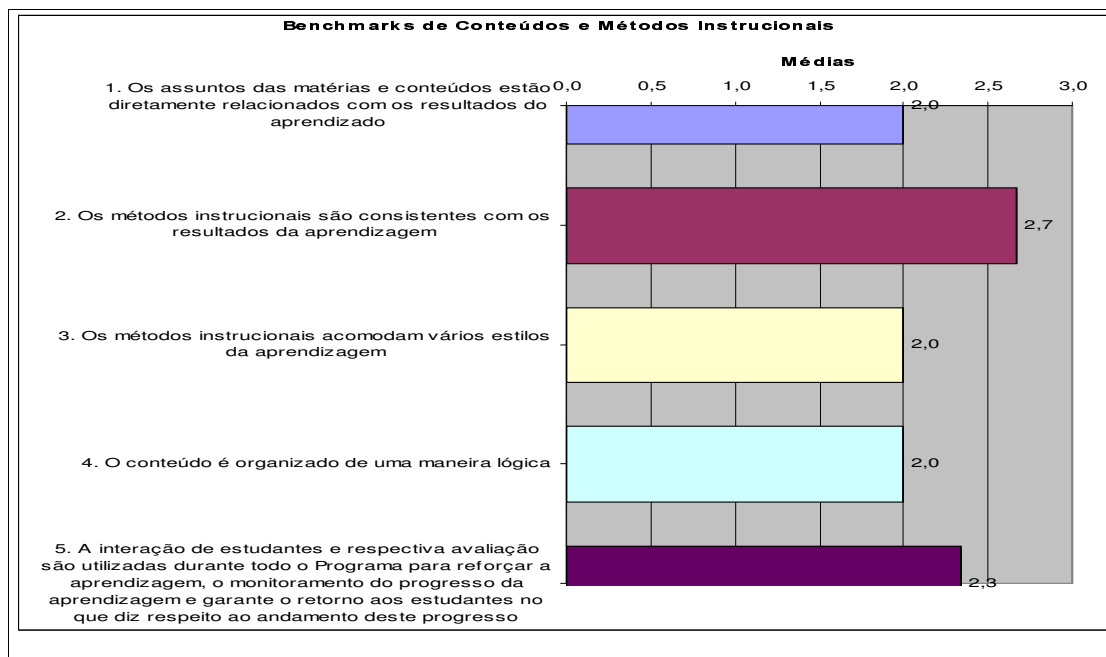 Benchmarks de Conteúdos e Métodos Instrucionais
Médias
0,0 0,5 1,0 1,5 2,0 2,5 3,0
1. Os assuntos das matérias e conteúdos estão
diretamente relacionados com os resultados do
aprendizado
2,0
2. Os métodos instrucionais são consistentes com os
resultados da aprendizagem
2,7
3. Os métodos instrucionais acomodam vários estilos
da aprendizagem
2,0
4. O conteúdo é organizado de uma maneira lógica
2,0
5. A interação de estudantes e respectiva avaliação
são utilizadas durante todo o Programa para reforçar a
aprendizagem, o monitoramento do progresso da
aprendizagem e garante o retorno aos estudantes no
que diz respeito ao andamento deste progresso
2,3